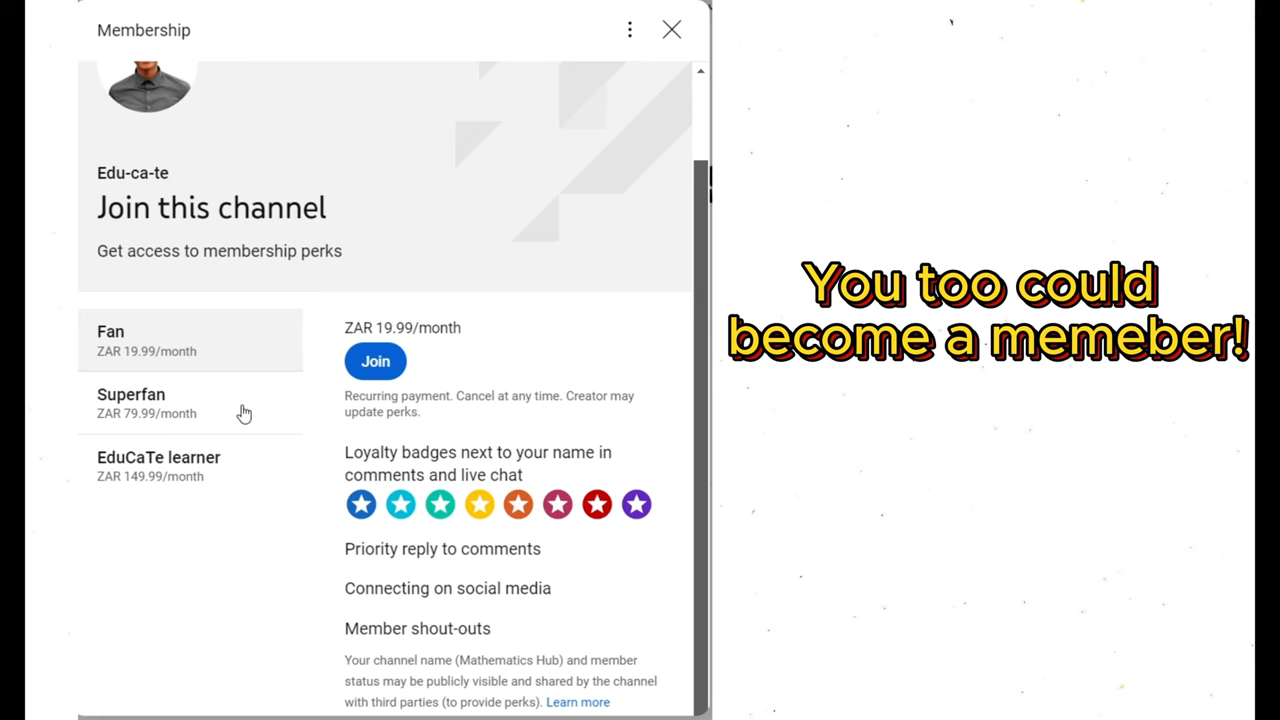 Membership
Edu-ca-te
Join this channel
Get access to membership perks
Fan
ZAR 19.99/month
Superfan
ZAR 79.99/month
EduCaTe learner
ZAR 149.99/month
ZAR 19.99/month
Join
Recurring payment. Cancel at any time. Creator may
update perks.
Loyalty badges next to your name in
comments and live chat
Priority reply to comments
Connecting on social media
Member shout-outs
Your channel name (Mathematics Hub) and member
status may be publicly visible and shared by the channel
with third parties (to provide perks). Learn more
You too could
become a memeber!